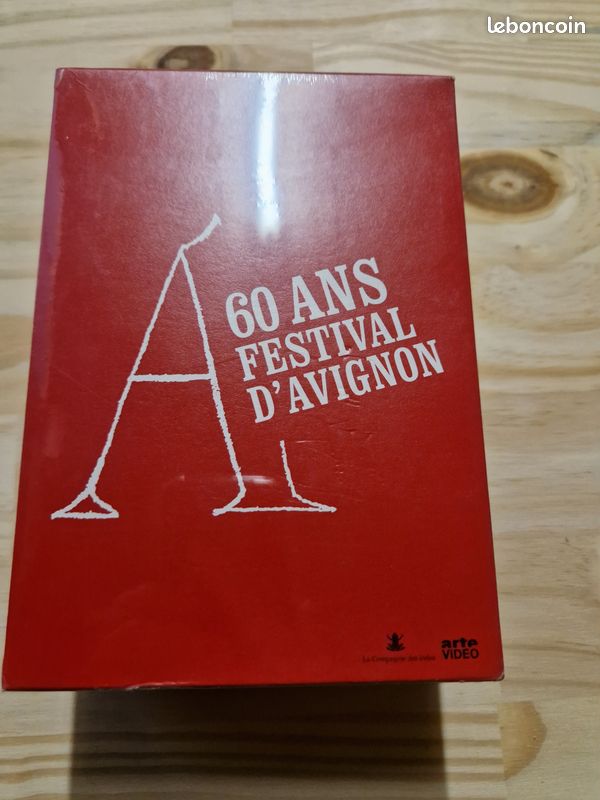 leboncoin
60 ANS
FESTIVAL
D'AVIGNON
La Compagnie des Indes
arte
VIDEO